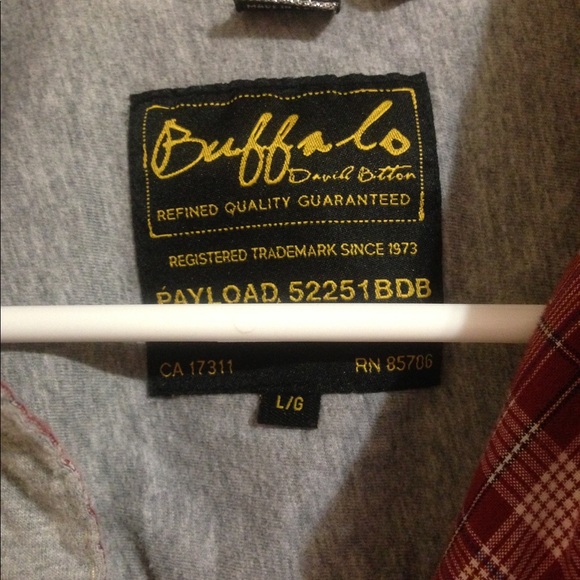 Buffalo
David Bitton
REFINED QUALITY GUARANTEED
REGISTERED TRADEMARK SINCE 1973
PAYLOAD, 52251BDB
CA 17311 RN 85706
L/G